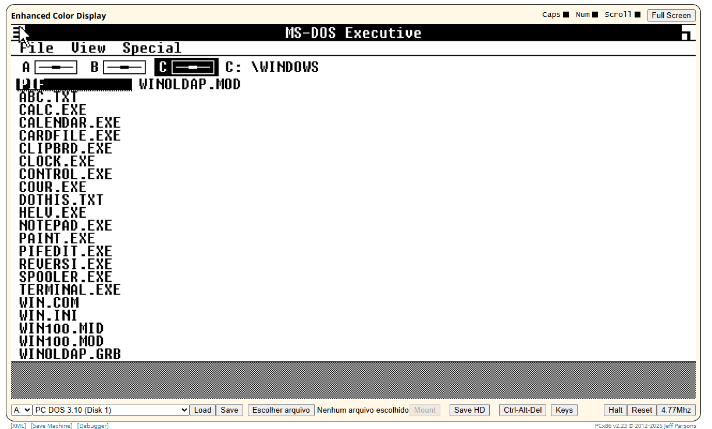 Enhanced Color Display
Caps Num Scroll Full Screen
MS-DOS Executive
File View Special
A B C C: \WINDOWS
PIF WINOLDAP.MOD
ABC.TXT
CALC.EXE
CALENDAR.EXE
CARDFILE.EXE
CLIPBRD.EXE
CLOCK.EXE
CONTROL.EXE
COUR.EXE
DOTHIS.TXT
HELV.EXE
NOTEPAD.EXE
PAINT.EXE
PIFEDIT.EXE
REVERSI.EXE
SPOOLER.EXE
TERMINAL.EXE
WIN.COM
WIN.INI
WIN100.MID
WIN100.MOD
WINOLDAP.GRB
A: PC DOS 3.10 (Disk 1) Load Save Escolher arquivo Nenhum arquivo escolhido Mount Save HD Ctrl-Alt-Del Keys Halt Reset 4.77Mhz
[XML] [Save Machine] [Debugger] PCx86 v2.23 © 2012-2025 Jeff Parsons